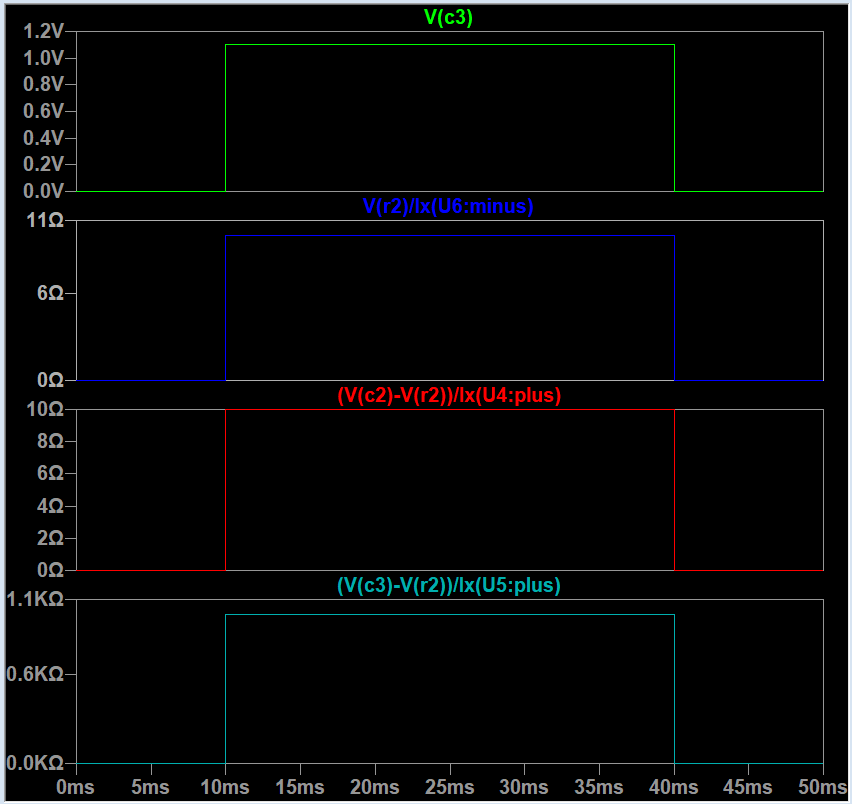 V(c3)
1.2V
1.0V
0.8V
0.6V
0.4V
0.2V
0.0V
V(r2)/Ix(U6:minus)
11Ω
6Ω
0Ω
(V(c2)-V(r2))/Ix(U4:plus)
10Ω
8Ω
6Ω
4Ω
2Ω
0Ω
(V(c3)-V(r2))/Ix(U5:plus)
1.1KΩ
0.6KΩ
0.0KΩ
0ms 5ms 10ms 15ms 20ms 25ms 30ms 35ms 40ms 45ms 50ms